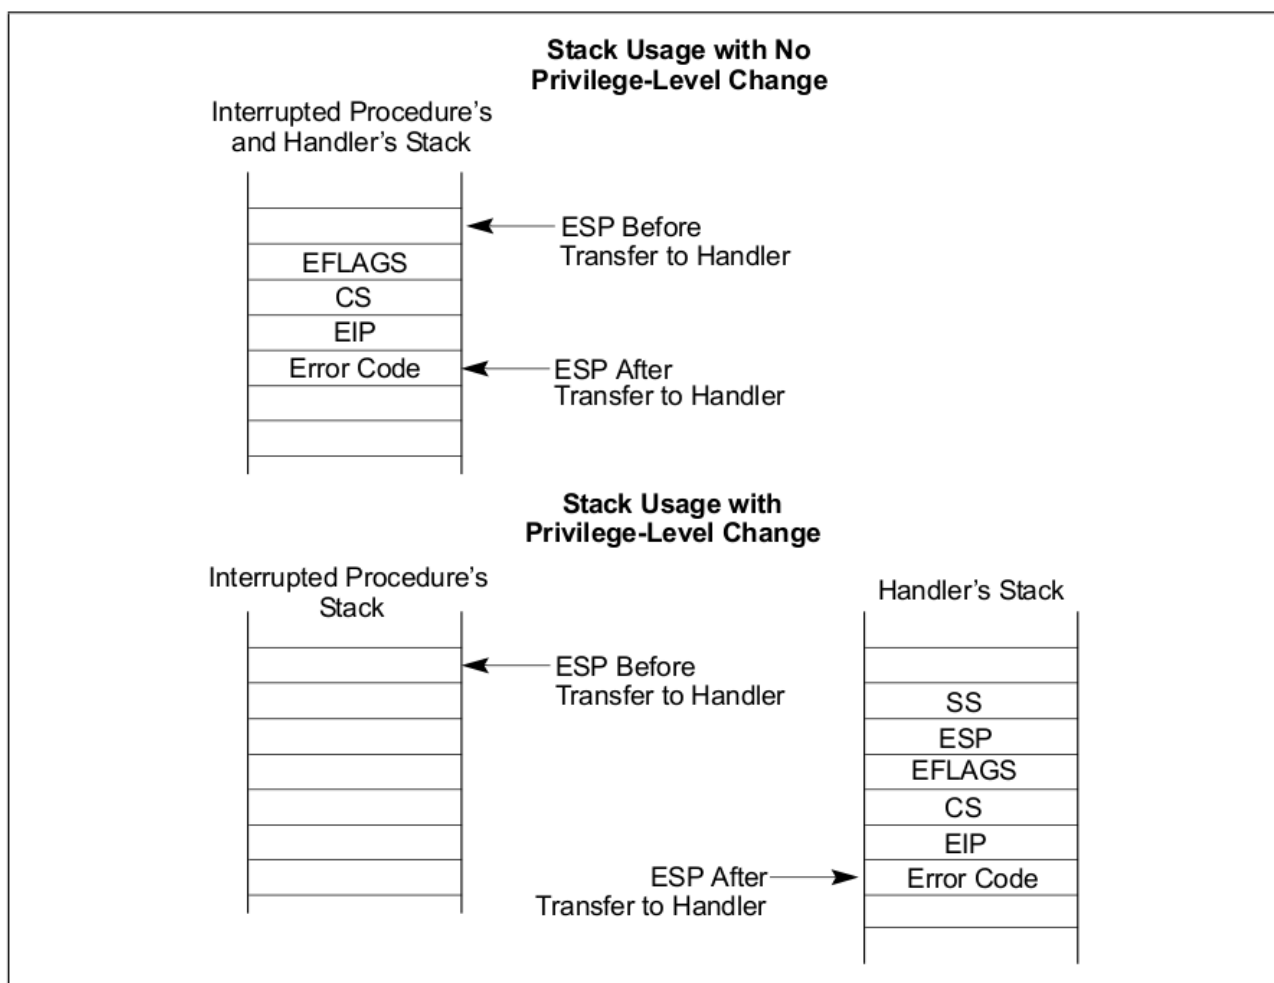 Stack Usage with No
Privilege-Level Change
Interrupted Procedure's
and Handler's Stack
ESP Before
Transfer to Handler
EFLAGS
CS
EIP
Error Code
ESP After
Transfer to Handler
Stack Usage with
Privilege-Level Change
Interrupted Procedure's
Stack
Handler's Stack
ESP Before
Transfer to Handler
SS
ESP
EFLAGS
CS
EIP
ESP After
Transfer to Handler
Error Code